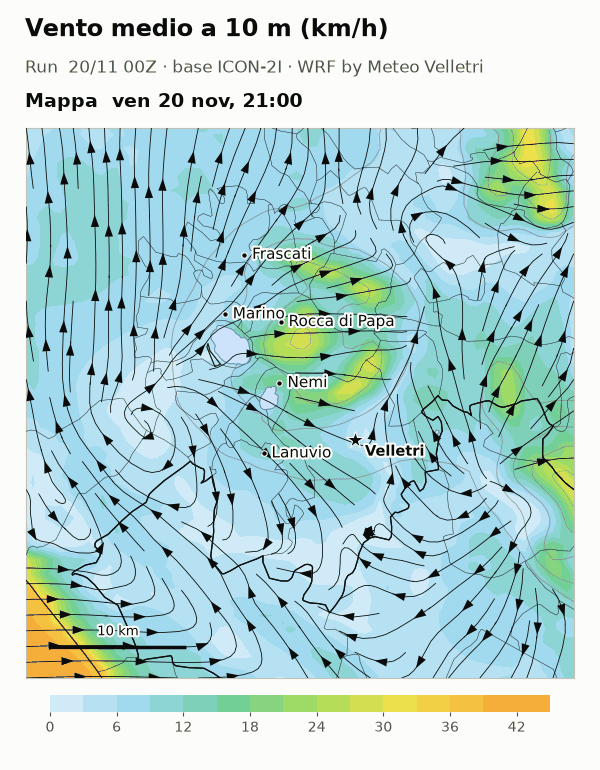 Vento medio a 10 m (km/h)
Run  20/11 00Z · base ICON-2I · WRF by Meteo Velletri
Mappa  ven 20 nov, 21:00
Frascati
Marino
Rocca di Papa
Nemi
Lanuvio
Velletri
10 km
0 6 12 18 24 30 36 42